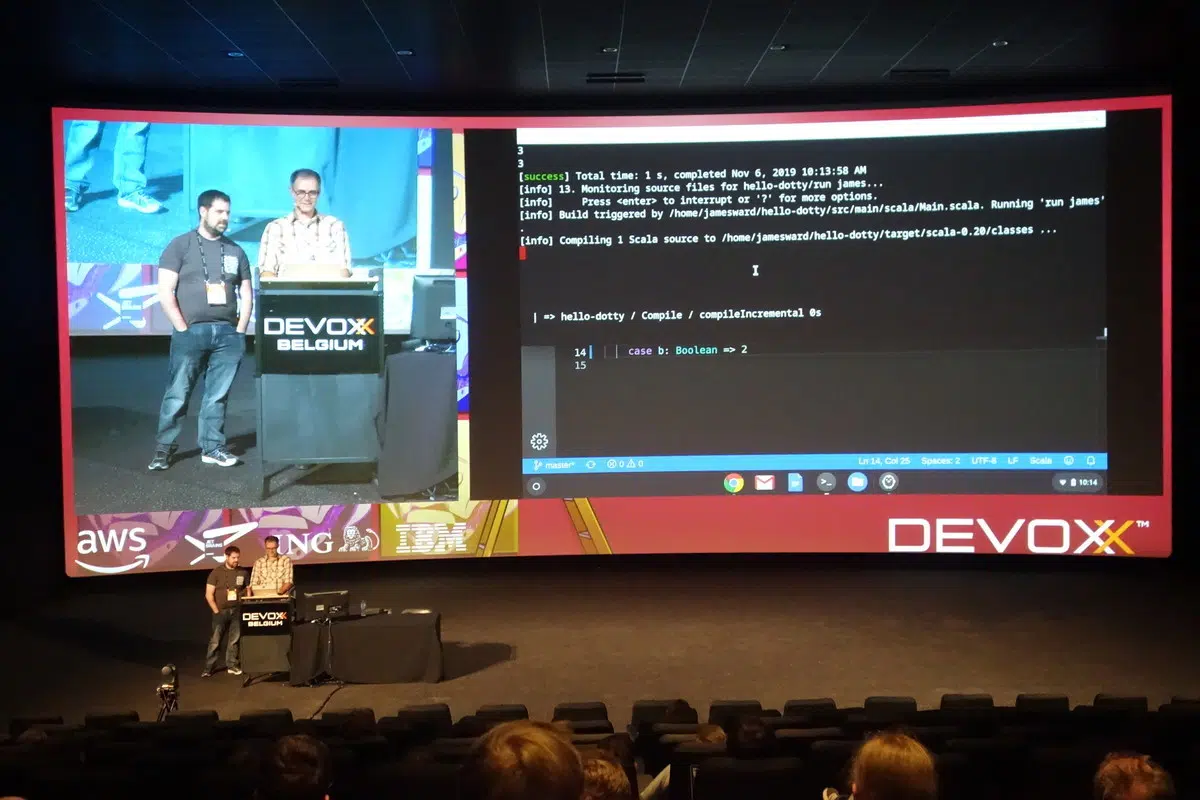 3
3
[success] Total time: 1 s, completed Nov 6, 2019 10:13:58 AM
[info] 13. Monitoring source files for hello-dotty/run james...
[info]     Press <enter> to interrupt or '?' for more options.
[info] Build triggered by /home/jamesward/hello-dotty/src/main/scala/Main.scala. Running 'run james'
.
[info] Compiling 1 Scala source to /home/jamesward/hello-dotty/target/scala-0.20/classes ...
| => hello-dotty / Compile / compileIncremental 0s
14 case b: Boolean => 2
15
master* 0 0 Ln 14, Col 25 Spaces: 2 UTF-8 LF Scala
10:14
DEVOXX
BELGIUM
aws ING IBM
DEVOXX™
DEVOXX
BELGIUM